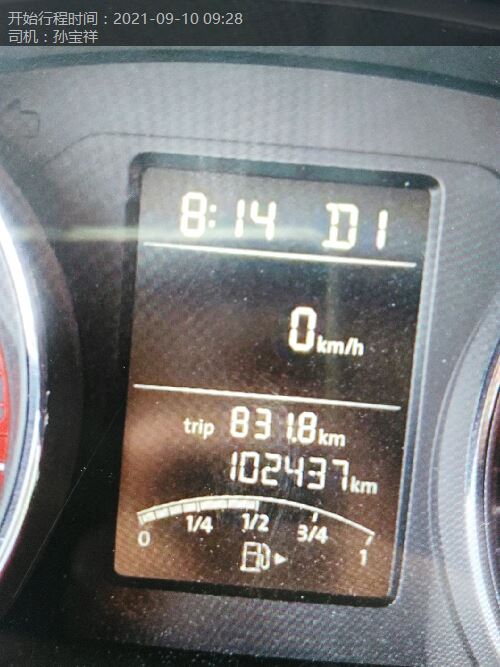 开始行程时间：2021-09-10 09:28
司机：孙宝祥
8:14 D1
0 km/h
trip 831.8 km
102437 km
0 1/4 1/2 3/4 1